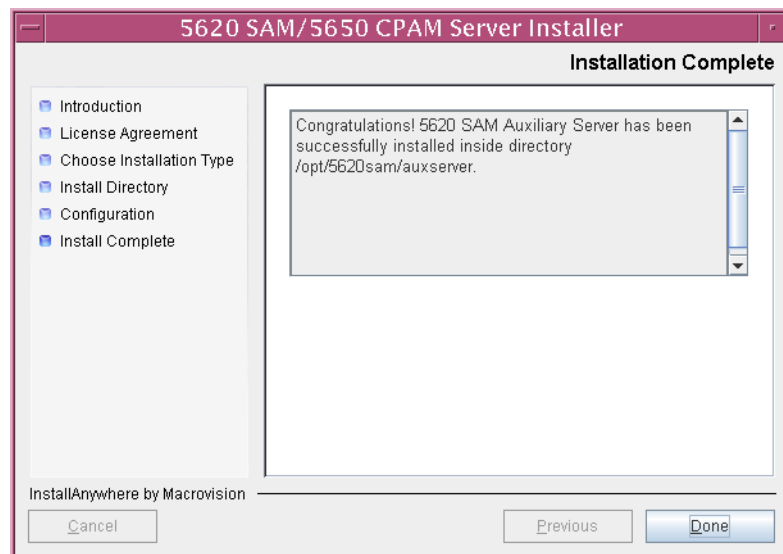 5620 SAM/5650 CPAM Server Installer
Installation Complete
Introduction
License Agreement
Choose Installation Type
Install Directory
Configuration
Install Complete
Congratulations! 5620 SAM Auxiliary Server has been
successfully installed inside directory
/opt/5620sam/auxserver.
InstallAnywhere by Macrovision
Cancel
Previous
Done